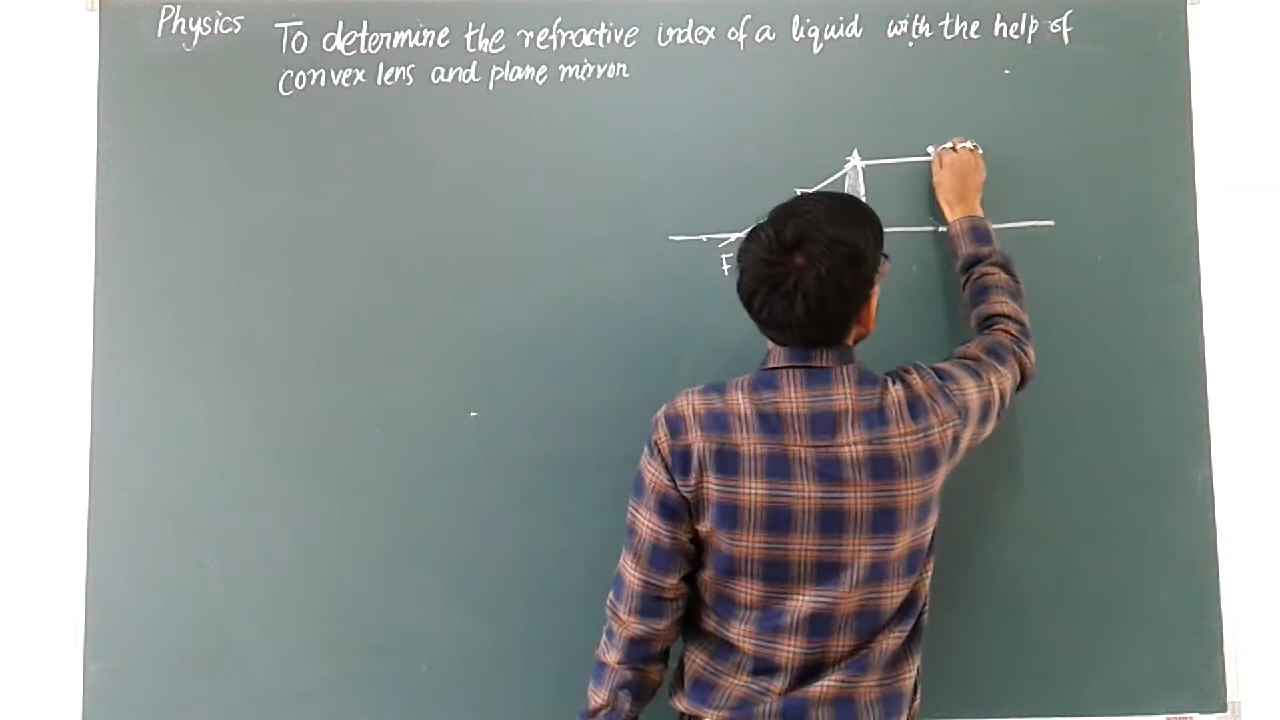 Physics To determine the refractive index of a liquid with the help of
convex lens and plane mirror
F